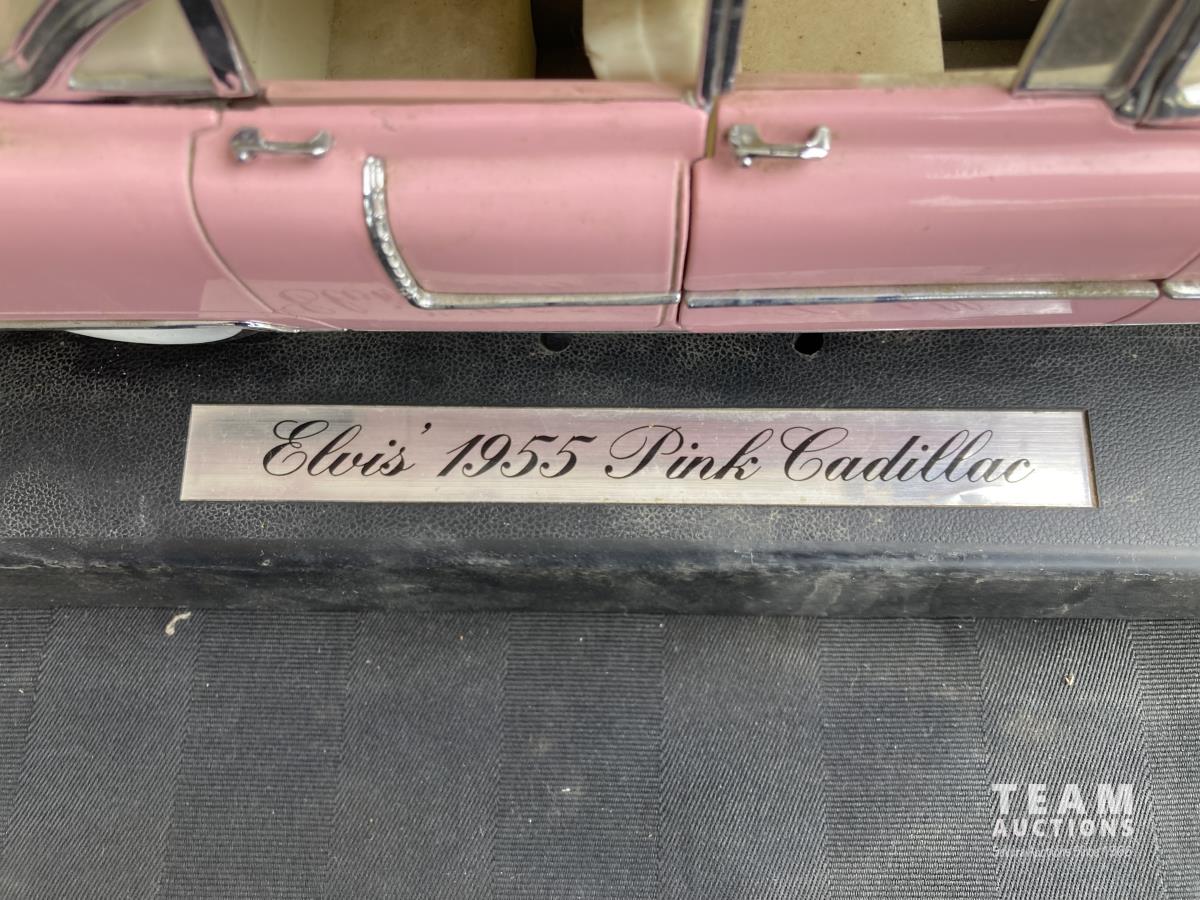 Elvis' 1955 Pink Cadillac
TEAM
AUCTIONS